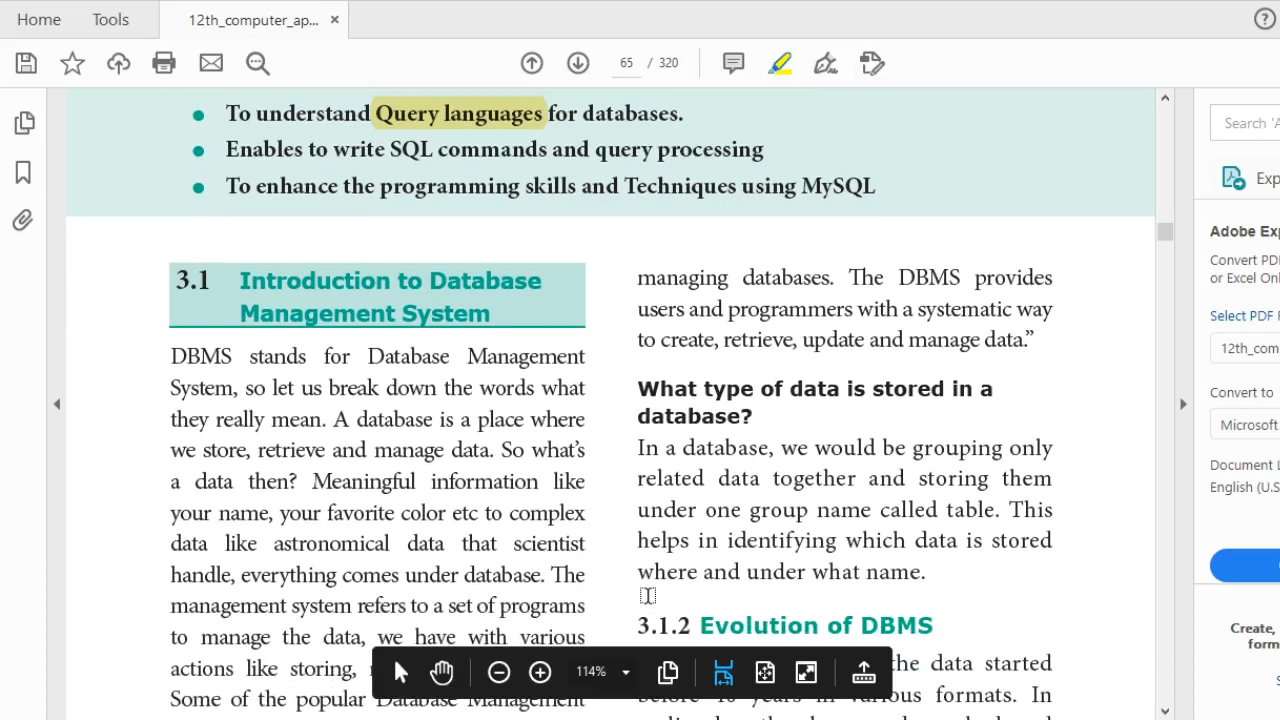 Home
Tools
12th_computer_ap...
×
65 / 320
To understand Query languages for databases.
Enables to write SQL commands and query processing
To enhance the programming skills and Techniques using MySQL
3.1 Introduction to Database
Management System
DBMS stands for Database Management
System, so let us break down the words what
they really mean. A database is a place where
we store, retrieve and manage data. So what's
a data then? Meaningful information like
your name, your favorite color etc to complex
data like astronomical data that scientist
handle, everything comes under database. The
management system refers to a set of programs
to manage the data, we have with various
actions like storing,
Some of the popular Database Management
managing databases. The DBMS provides
users and programmers with a systematic way
to create, retrieve, update and manage data.”
What type of data is stored in a
database?
In a database, we would be grouping only
related data together and storing them
under one group name called table. This
helps in identifying which data is stored
where and under what name.
3.1.2 Evolution of DBMS
the data started
before 40 years in various formats. In
114%
Search 'A
Exp
Adobe Exp
Convert PDF
or Excel Onl
Select PDF F
12th_com
Convert to
Microsoft
Document L
English (U.S
Create,
form